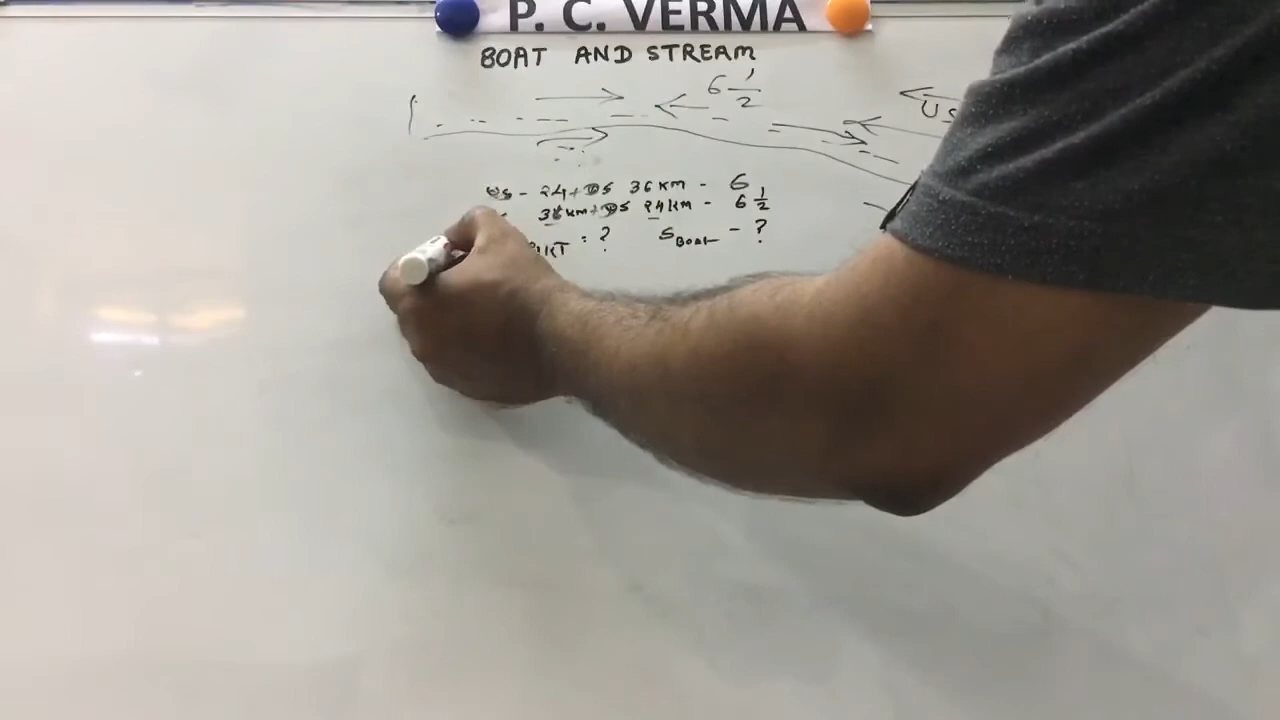 P. C. VERMA
BOAT AND STREAM
6 1/2
US
US - 24 + DS 36 KM - 6
36 KM + DS 24 KM - 6 1/2
= ? S BOAT - ?